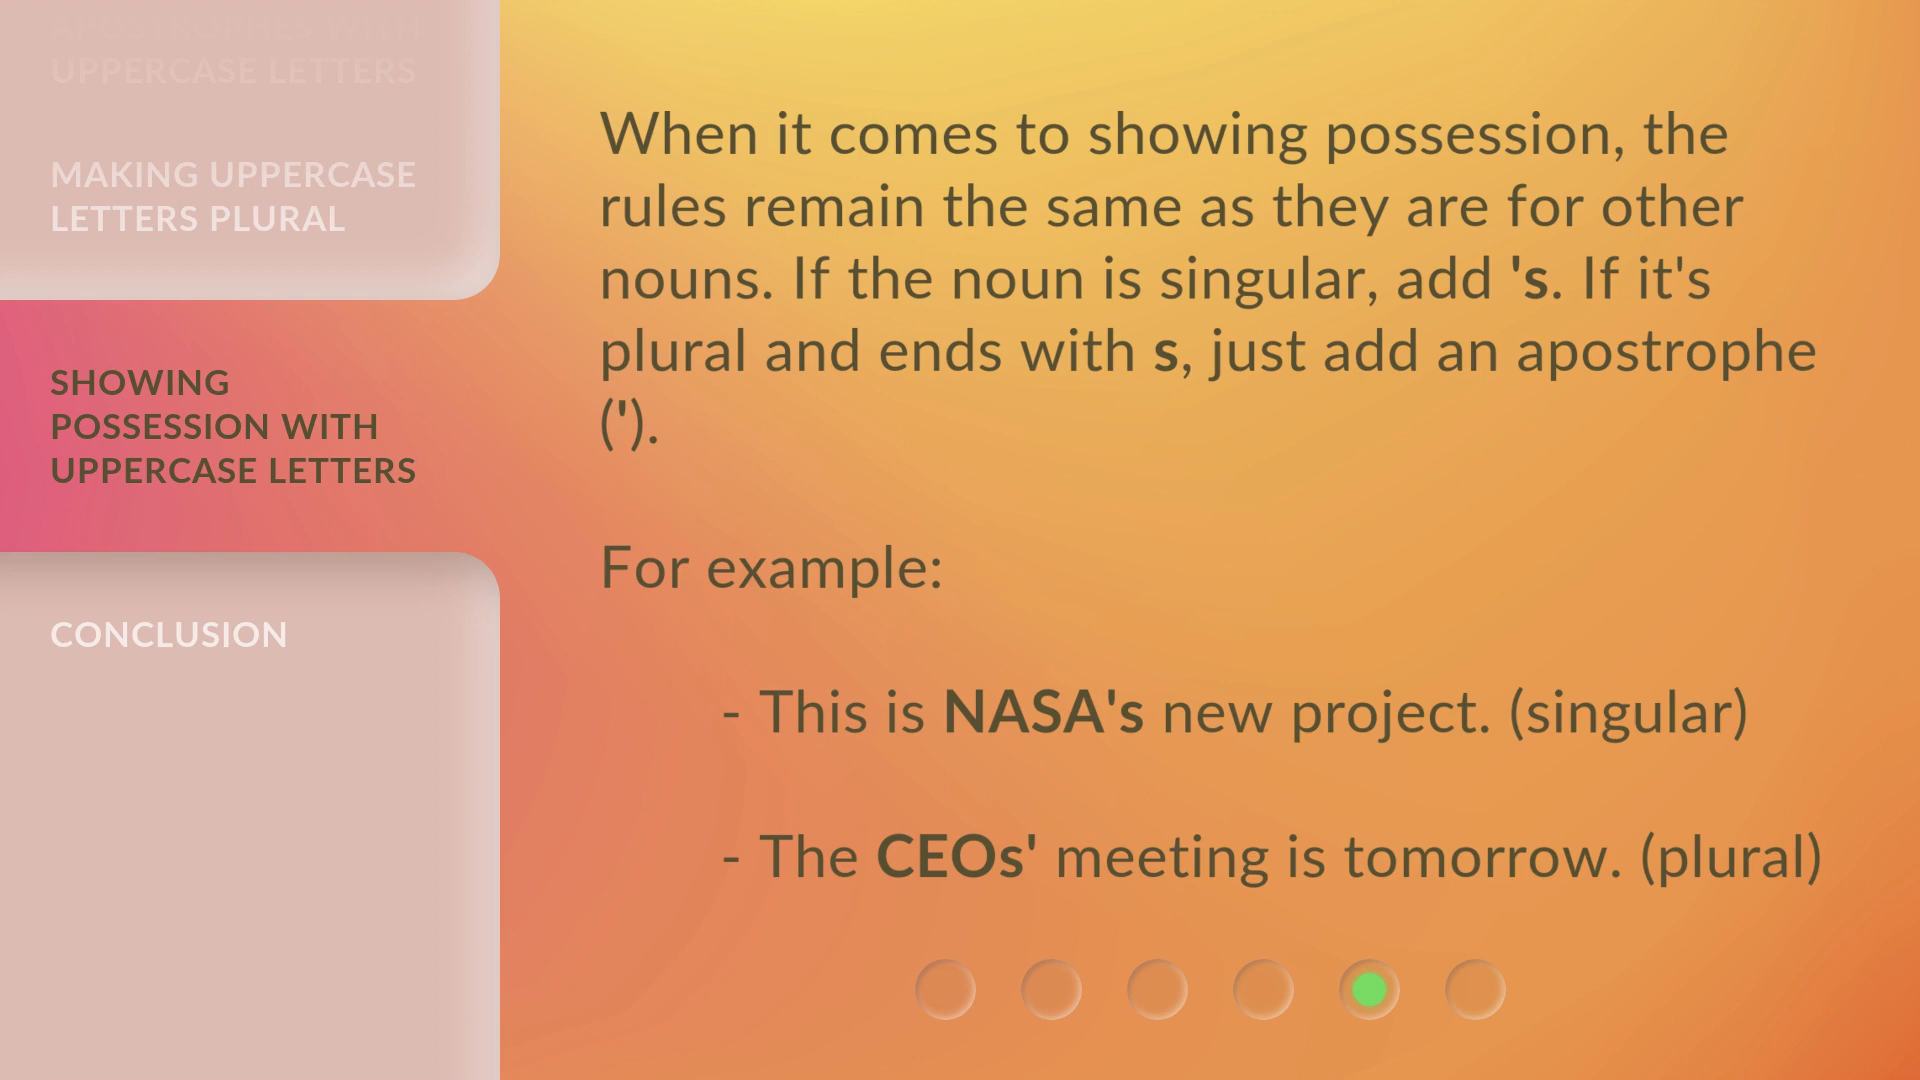 APOSTROPHES WITH
UPPERCASE LETTERS
MAKING UPPERCASE
LETTERS PLURAL
SHOWING
POSSESSION WITH
UPPERCASE LETTERS
CONCLUSION
When it comes to showing possession, the
rules remain the same as they are for other
nouns. If the noun is singular, add 's. If it's
plural and ends with s, just add an apostrophe
(').
For example:
- This is NASA's new project. (singular)
- The CEOs' meeting is tomorrow. (plural)